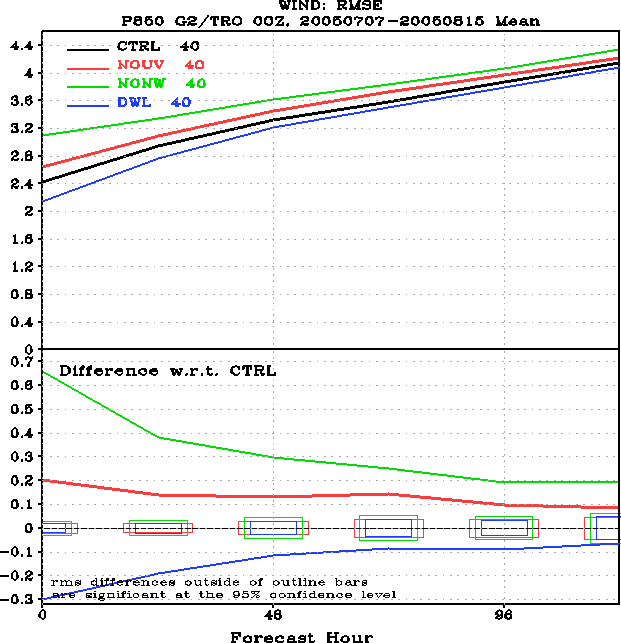 WIND: RMSE
P850 G2/TRO 00Z, 20050707-20050815 Mean
4.4
4
3.6
3.2
2.8
2.4
2
1.6
1.2
0.8
0.4
0
CTRL 40
NOUV 40
NONW 40
DWL 40
0.7
0.6
0.5
0.4
0.3
0.2
0.1
0
-0.1
-0.2
-0.3
Difference w.r.t. CTRL
rms differences outside of outline bars
are significant at the 95% confidence level
0 48 96
Forecast Hour